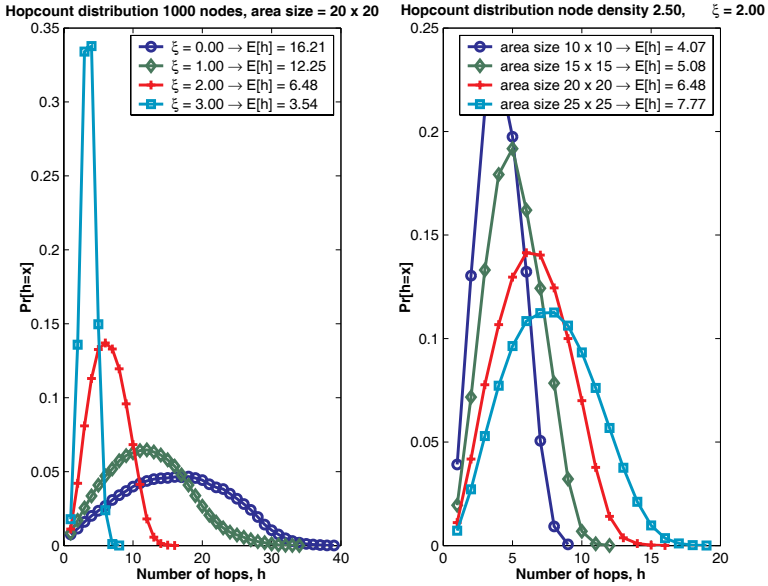 Hopcount distribution 1000 nodes, area size = 20 x 20
0.35
0.3
0.25
0.2
0.15
0.1
0.05
0
Pr[h=x]
ξ = 0.00 → E[h] = 16.21
ξ = 1.00 → E[h] = 12.25
ξ = 2.00 → E[h] = 6.48
ξ = 3.00 → E[h] = 3.54
0 10 20 30 40
Number of hops, h
Hopcount distribution node density 2.50, ξ = 2.00
0.25
0.2
0.15
0.1
0.05
0
Pr[h=x]
area size 10 x 10 → E[h] = 4.07
area size 15 x 15 → E[h] = 5.08
area size 20 x 20 → E[h] = 6.48
area size 25 x 25 → E[h] = 7.77
0 5 10 15 20
Number of hops, h